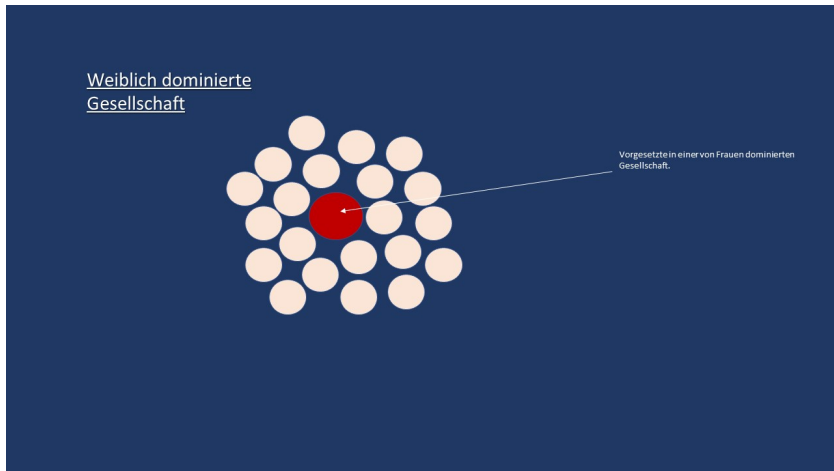 Weiblich dominierte
Gesellschaft
Vorgesetzte in einer von Frauen dominierten
Gesellschaft.